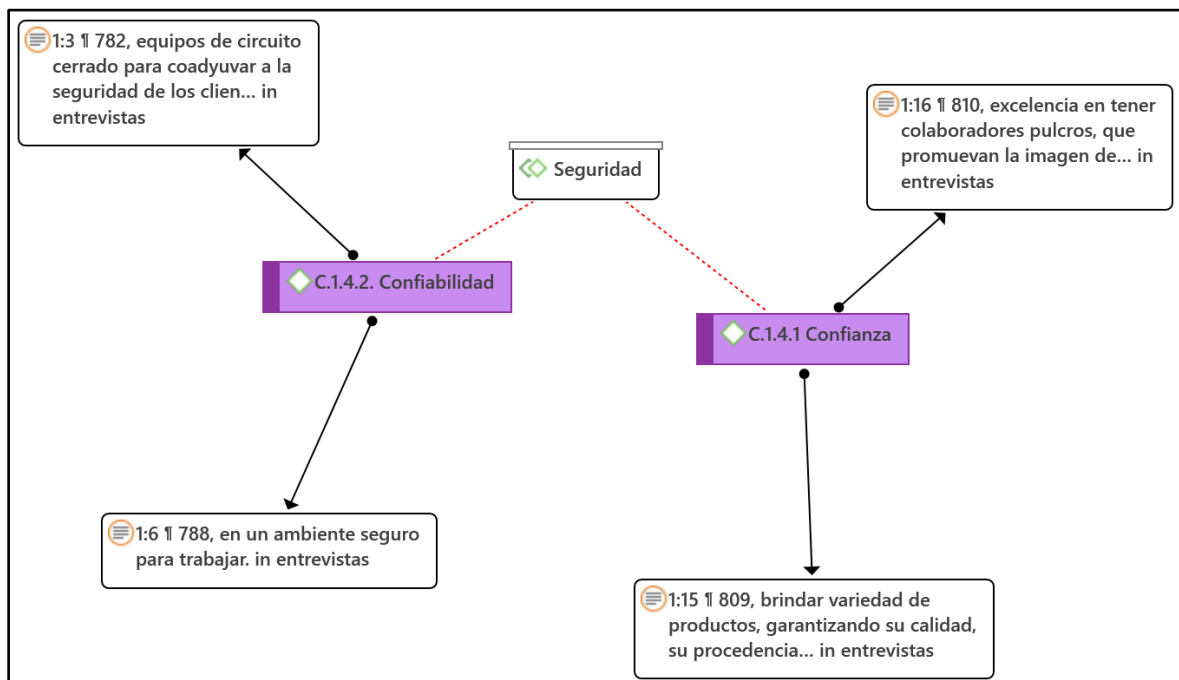 1:3 ¶ 782, equipos de circuito
cerrado para coadyuvar a la
seguridad de los clien... in
entrevistas
1:16 ¶ 810, excelencia en tener
colaboradores pulcros, que
promuevan la imagen de... in
entrevistas
Seguridad
C.1.4.2. Confiabilidad
C.1.4.1 Confianza
1:6 ¶ 788, en un ambiente seguro
para trabajar. in entrevistas
1:15 ¶ 809, brindar variedad de
productos, garantizando su calidad,
su procedencia... in entrevistas